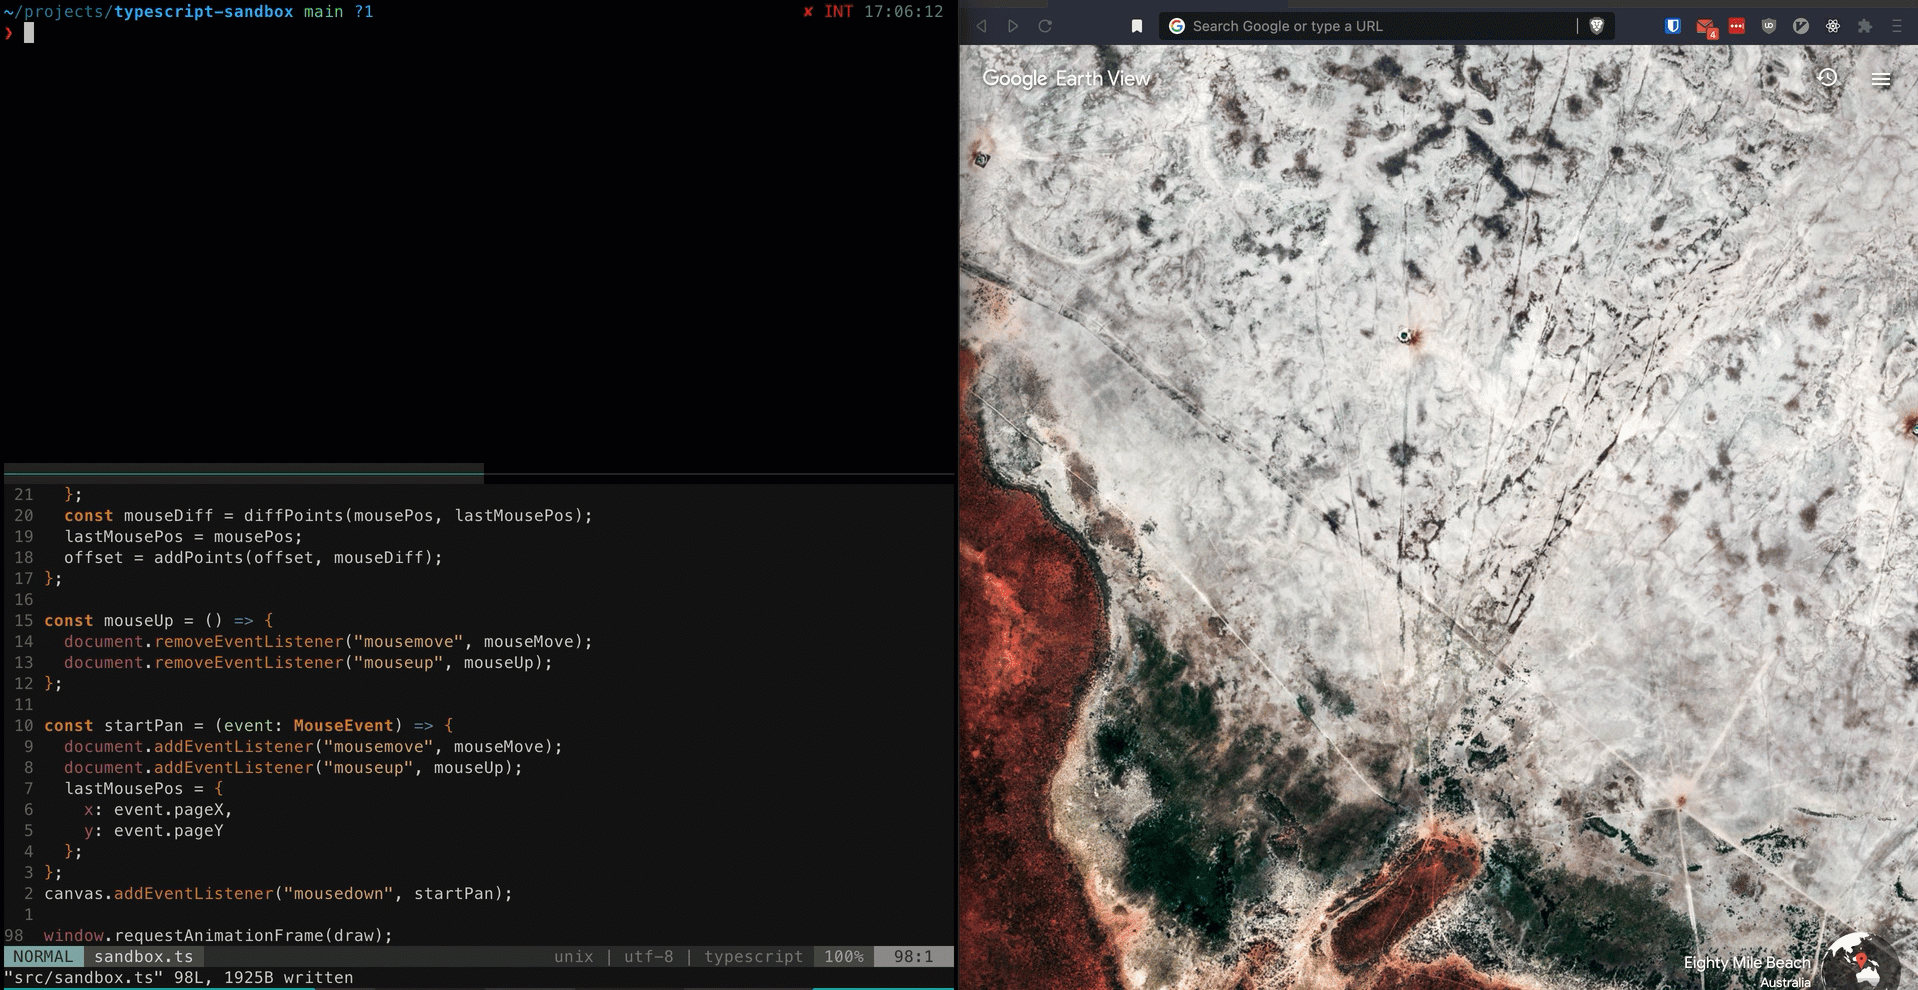 ~/projects/typescript-sandbox main ?1
✘ INT 17:06:12
❯
21   };
20   const mouseDiff = diffPoints(mousePos, lastMousePos);
19   lastMousePos = mousePos;
18   offset = addPoints(offset, mouseDiff);
17 };
16
15 const mouseUp = () => {
14   document.removeEventListener("mousemove", mouseMove);
13   document.removeEventListener("mouseup", mouseUp);
12 };
11
10 const startPan = (event: MouseEvent) => {
9   document.addEventListener("mousemove", mouseMove);
8   document.addEventListener("mouseup", mouseUp);
7   lastMousePos = {
6     x: event.pageX,
5     y: event.pageY
4   };
3 };
2 canvas.addEventListener("mousedown", startPan);
1
98 window.requestAnimationFrame(draw);
NORMAL sandbox.ts unix | utf-8 | typescript 100% 98:1
"src/sandbox.ts" 98L, 1925B written
Search Google or type a URL
4
Google Earth View
Eighty Mile Beach
Australia